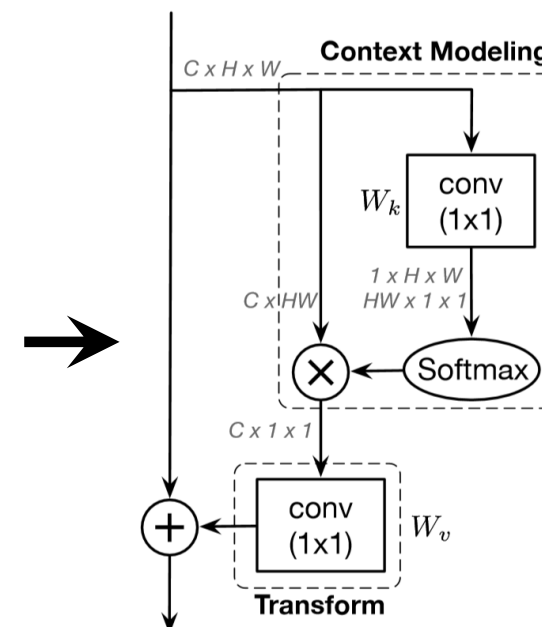 Context Modeling
C x H x W
conv
(1x1)
W_k
1 x H x W
HW x 1 x 1
C x HW
×
Softmax
C x 1 x 1
conv
(1x1)
W_v
+
Transform